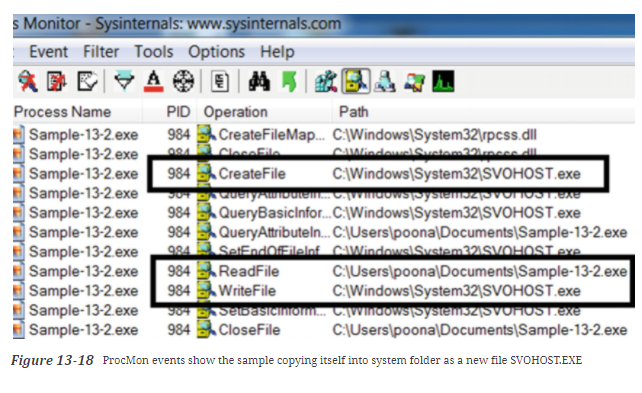 s Monitor - Sysinternals: www.sysinternals.com
Event Filter Tools Options Help
Process Name PID Operation Path
Sample-13-2.exe 984 CreateFileMap... C:\Windows\System32\rpcss.dll
Sample-13-2.exe 984 CloseFile C:\Windows\System32\rpcss.dll
Sample-13-2.exe 984 CreateFile C:\Windows\System32\SVOHOST.exe
Sample-13-2.exe 984 QueryAttributeIn... C:\Windows\System32\SVOHOST.exe
Sample-13-2.exe 984 QueryBasicInfor... C:\Windows\System32\SVOHOST.exe
Sample-13-2.exe 984 QueryAttributeIn... C:\Users\poona\Documents\Sample-13-2.exe
Sample-13-2.exe 984 SetEndOfFileInf... C:\Windows\System32\SVOHOST.exe
Sample-13-2.exe 984 ReadFile C:\Users\poona\Documents\Sample-13-2.exe
Sample-13-2.exe 984 WriteFile C:\Windows\System32\SVOHOST.exe
Sample-13-2.exe 984 SetBasicInform... C:\Windows\System32\SVOHOST.exe
Sample-13-2.exe 984 CloseFile C:\Users\poona\Documents\Sample-13-2.exe
Figure 13-18 ProcMon events show the sample copying itself into system folder as a new file SVOHOST.EXE